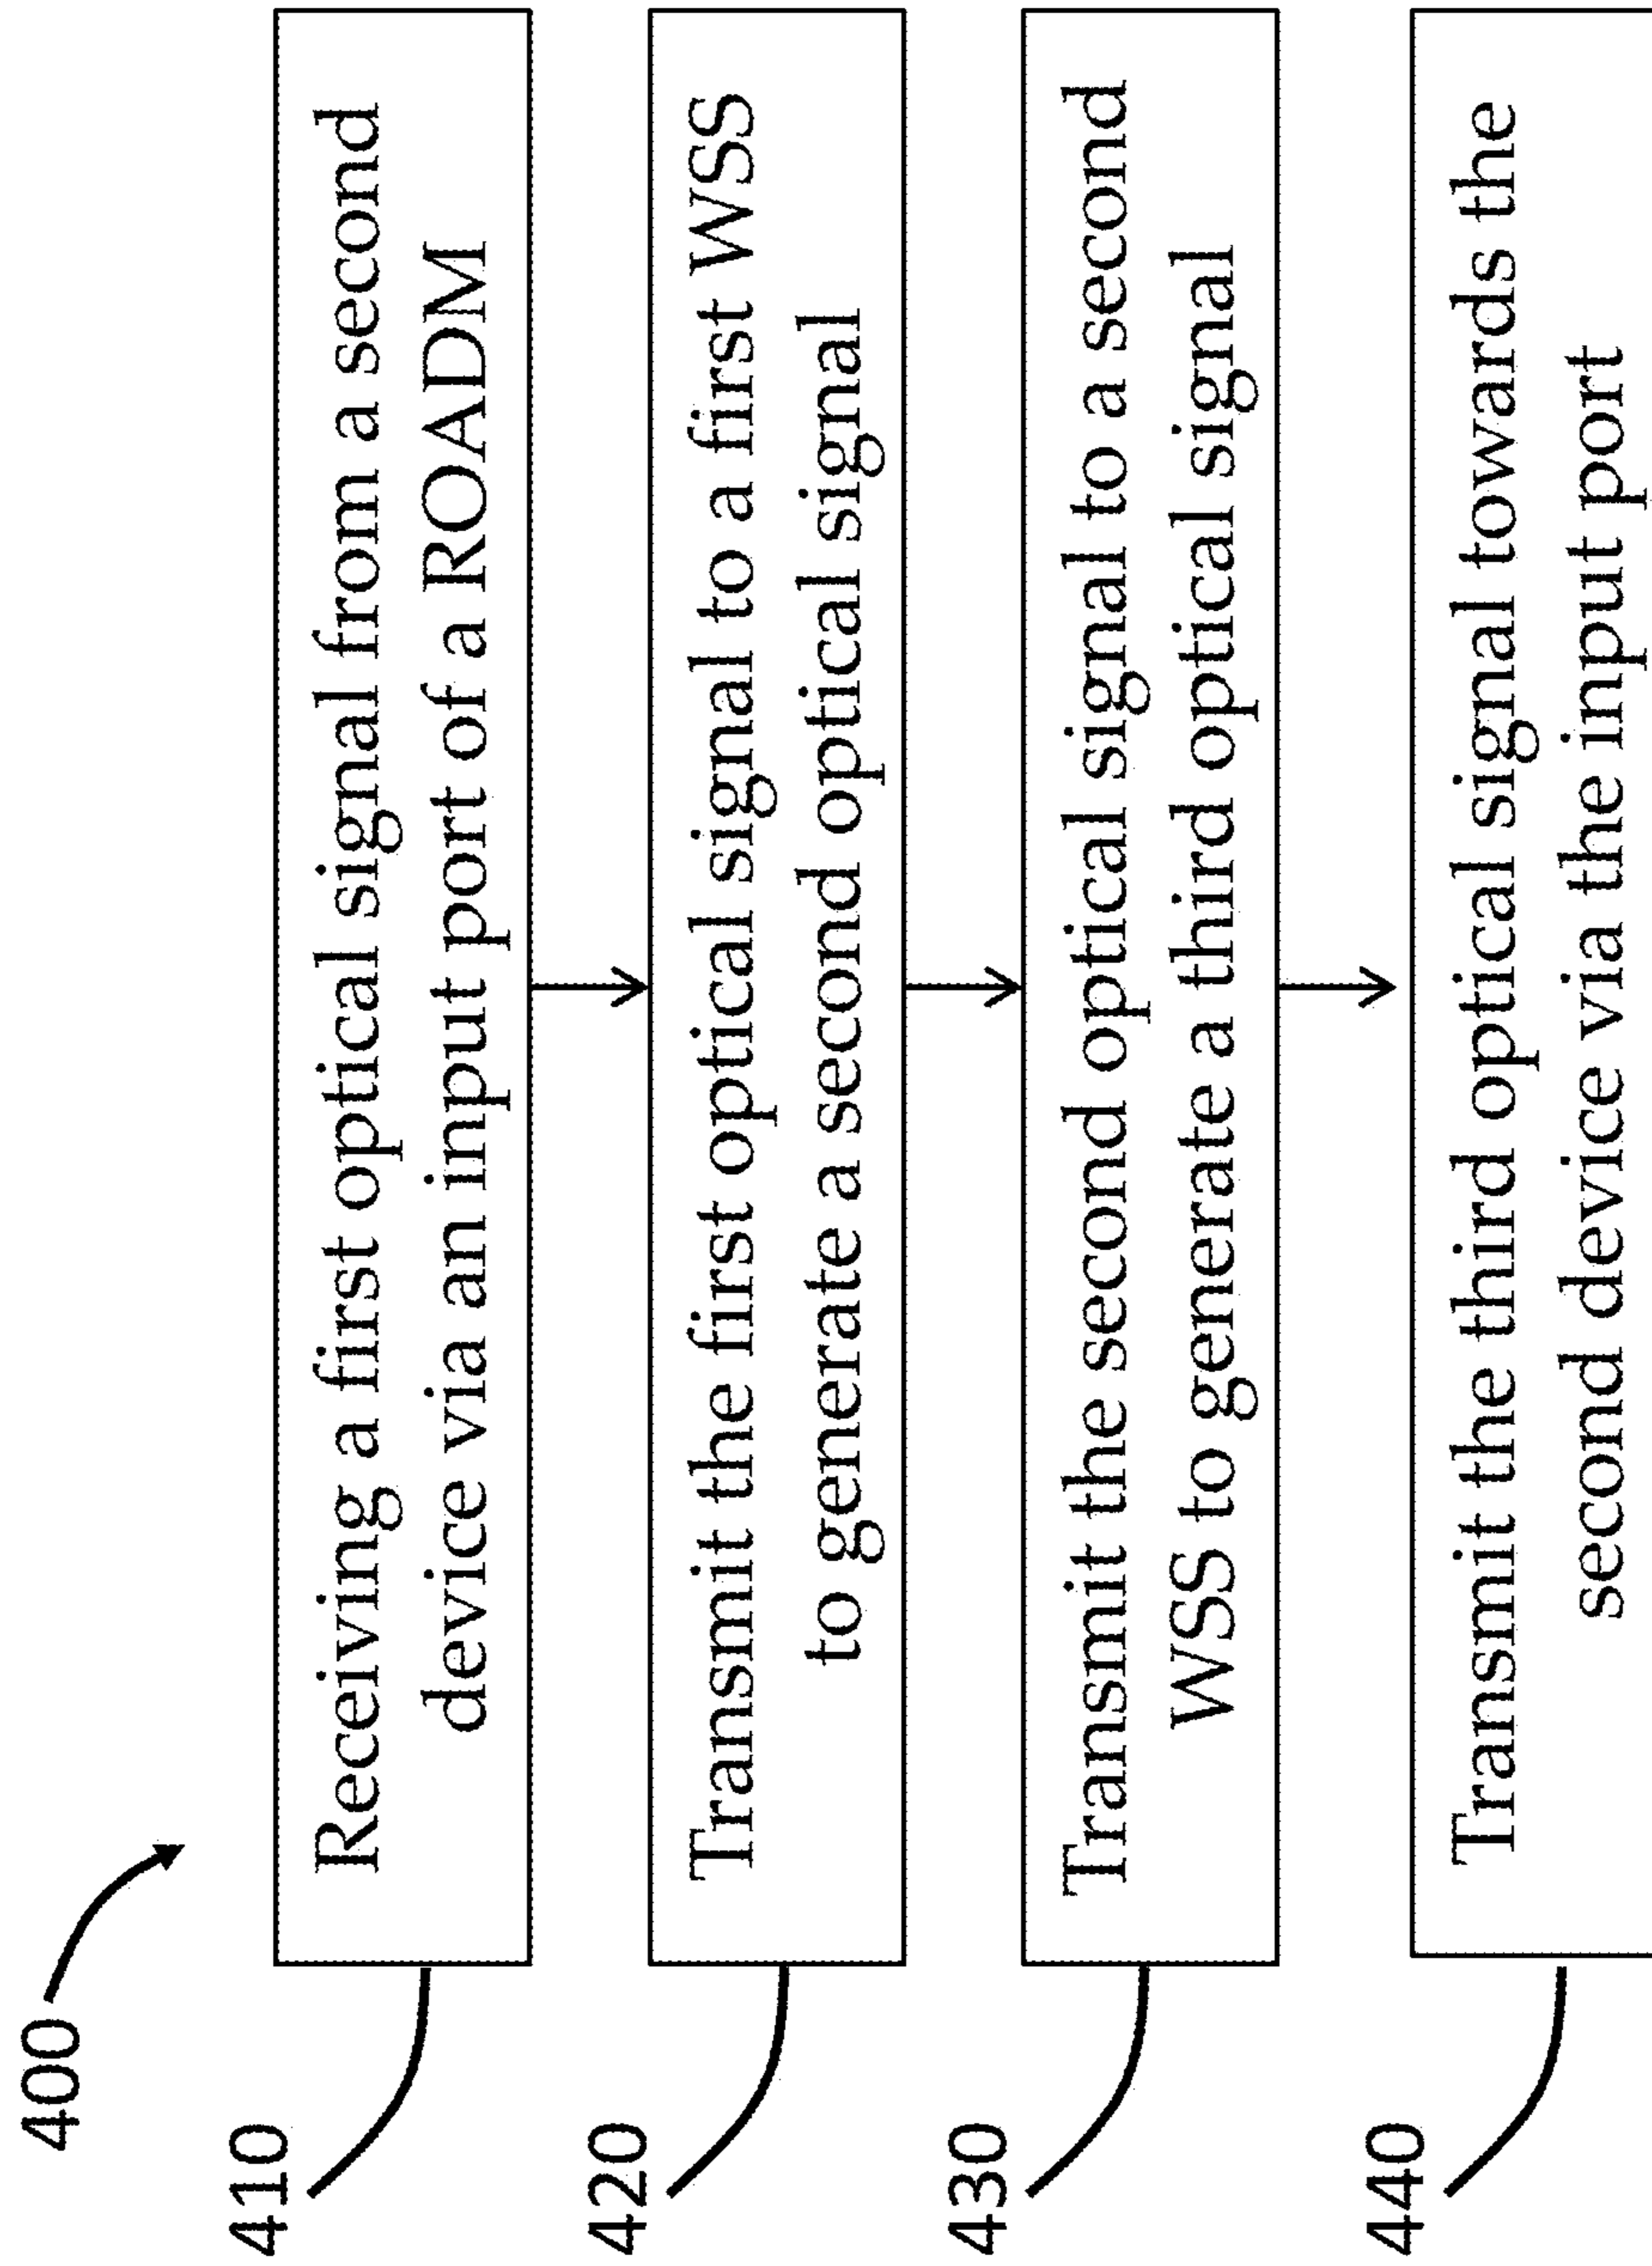 400
410
Receiving a first optical signal from a second
device via an input port of a ROADM
420
Transmit the first optical signal to a first WSS
to generate a second optical signal
430
Transmit the second optical signal to a second
WSS to generate a third optical signal
440
Transmit the third optical signal towards the
second device via the input port